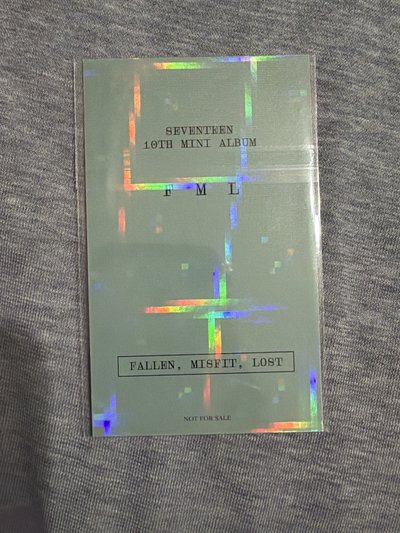 SEVENTEEN
10TH MINI ALBUM
F M L
FALLEN, MISFIT, LOST
NOT FOR SALE